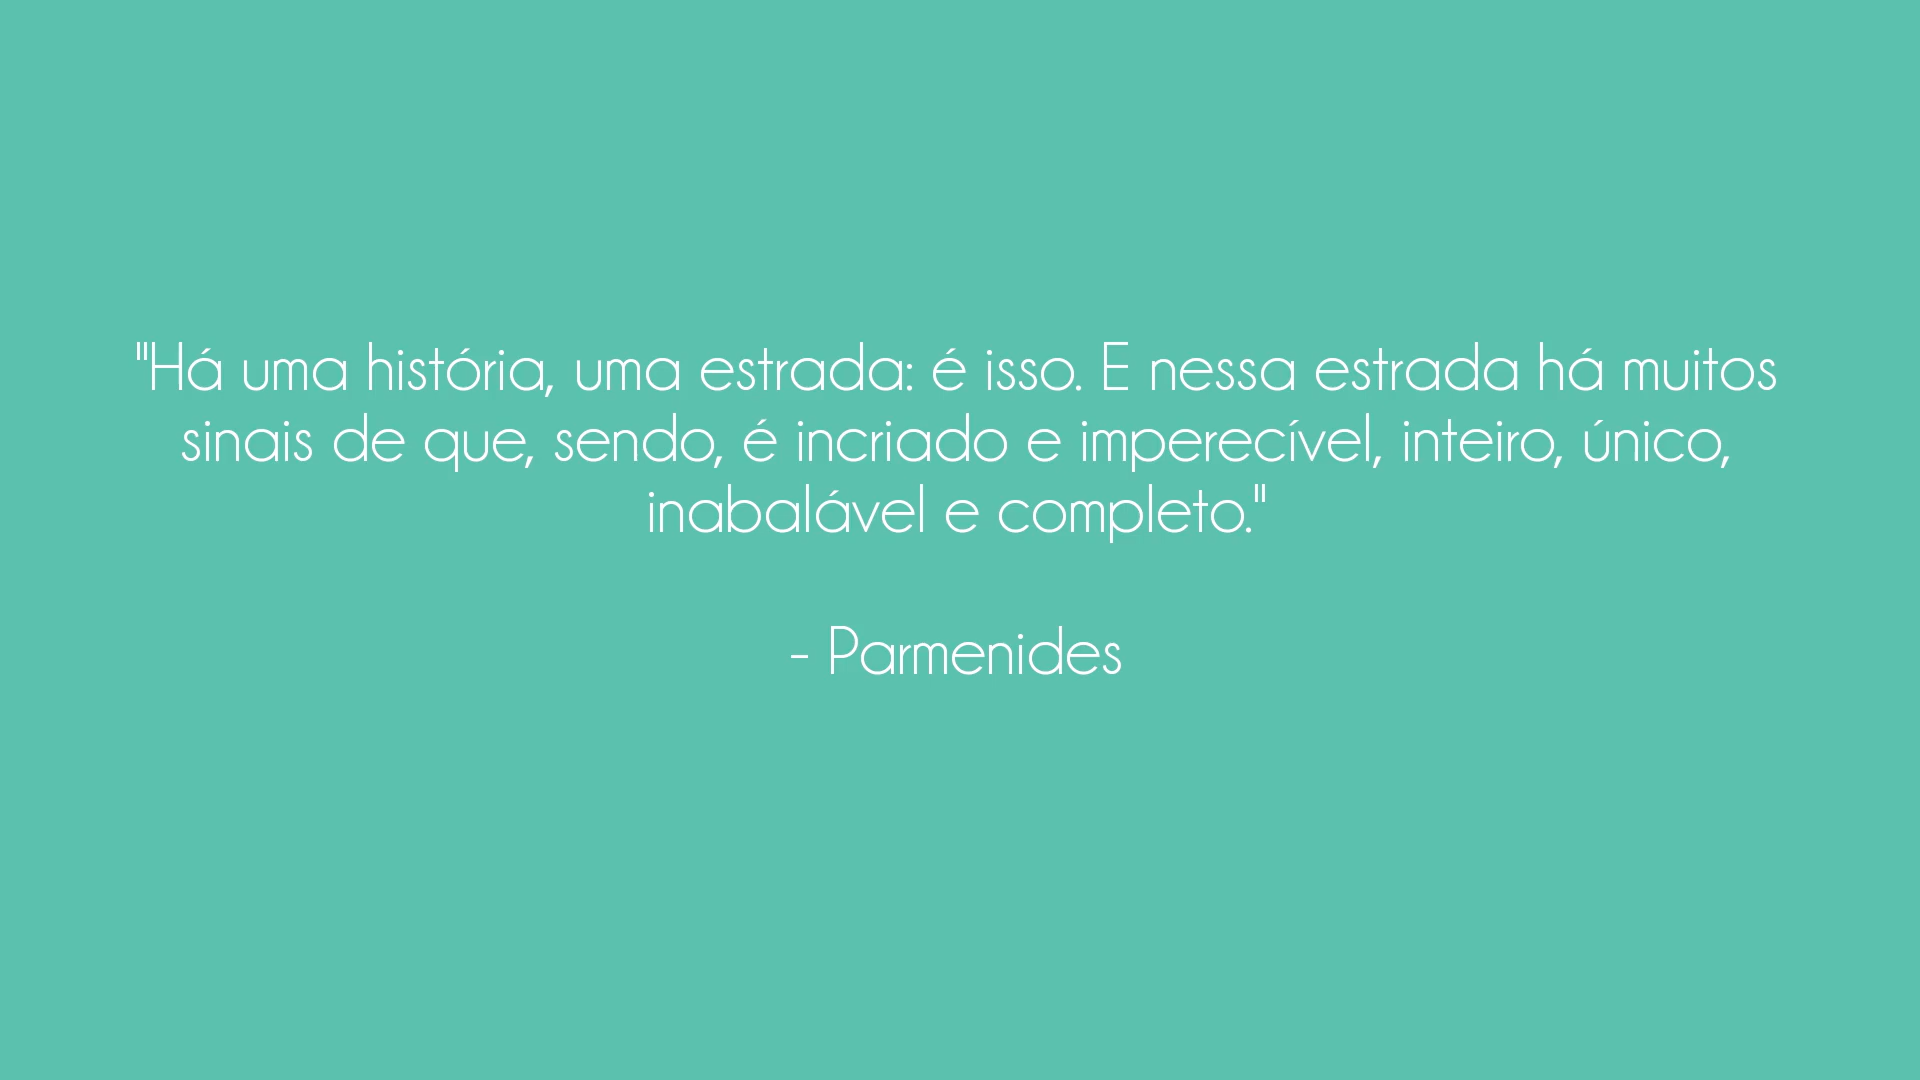 "Há uma história, uma estrada: é isso. E nessa estrada há muitos
sinais de que, sendo, é incriado e imperecível, inteiro, único,
inabalável e completo."
- Parmenides